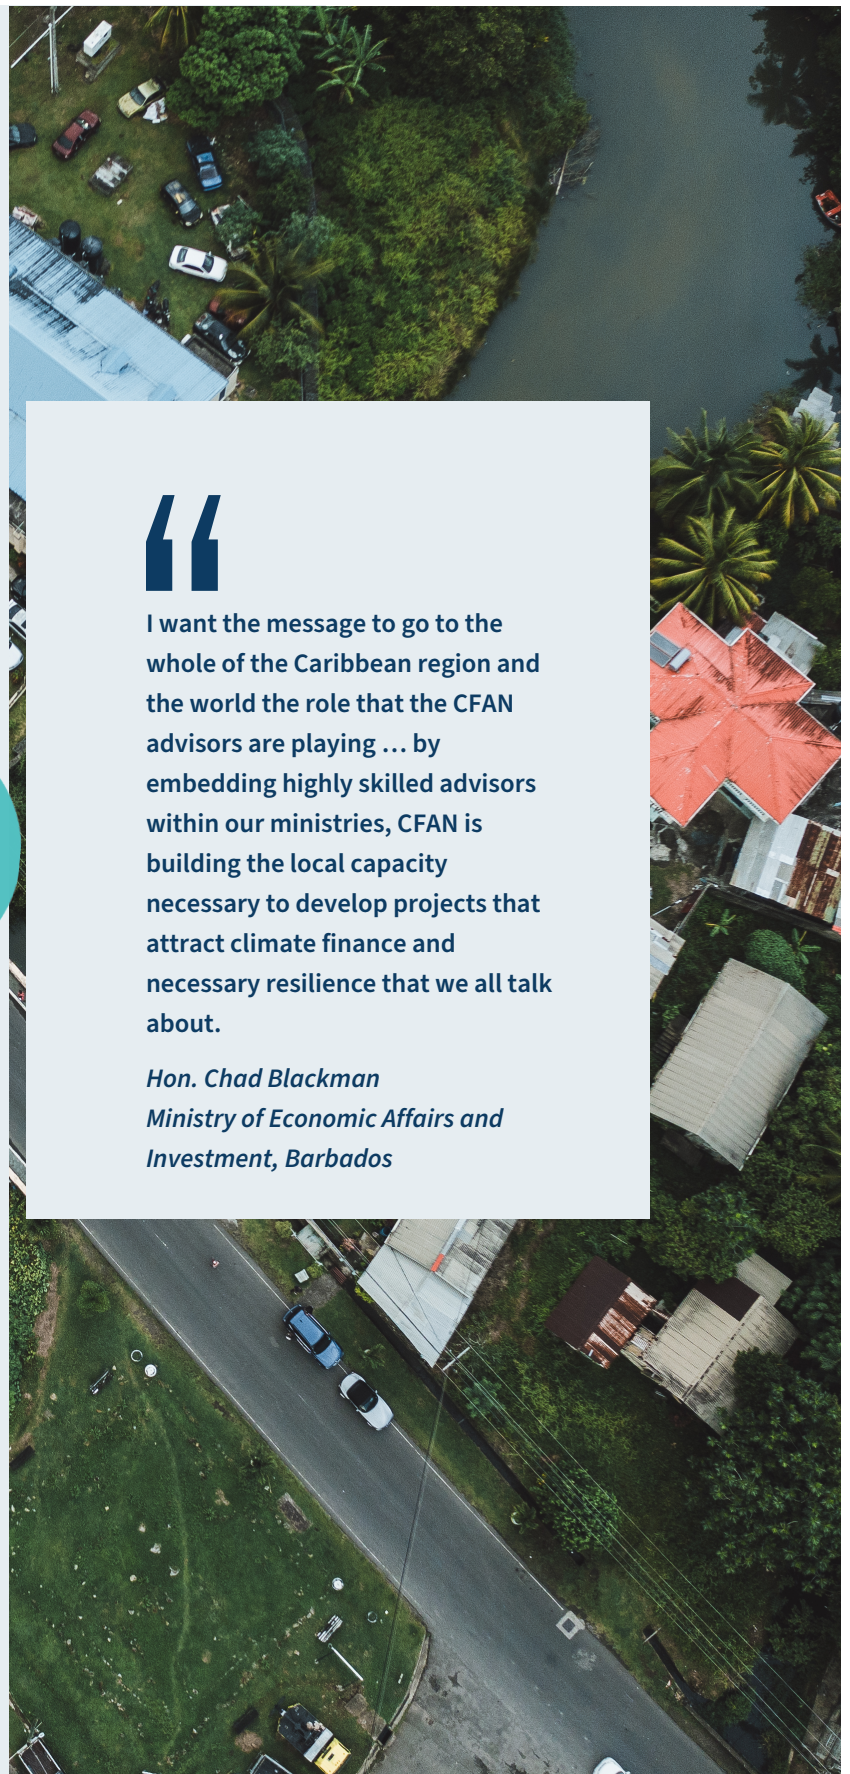 “
I want the message to go to the
whole of the Caribbean region and
the world the role that the CFAN
advisors are playing … by
embedding highly skilled advisors
within our ministries, CFAN is
building the local capacity
necessary to develop projects that
attract climate finance and
necessary resilience that we all talk
about.
Hon. Chad Blackman
Ministry of Economic Affairs and
Investment, Barbados